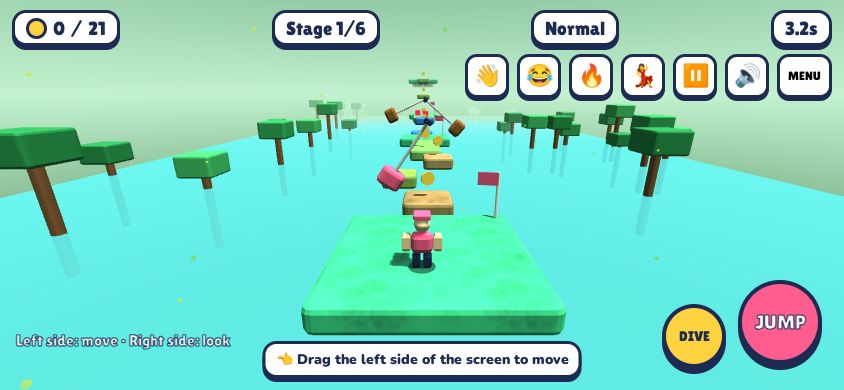 0 / 21
Stage 1/6
Normal
3.2s
MENU
DIVE
JUMP
Left side: move · Right side: look
Drag the left side of the screen to move